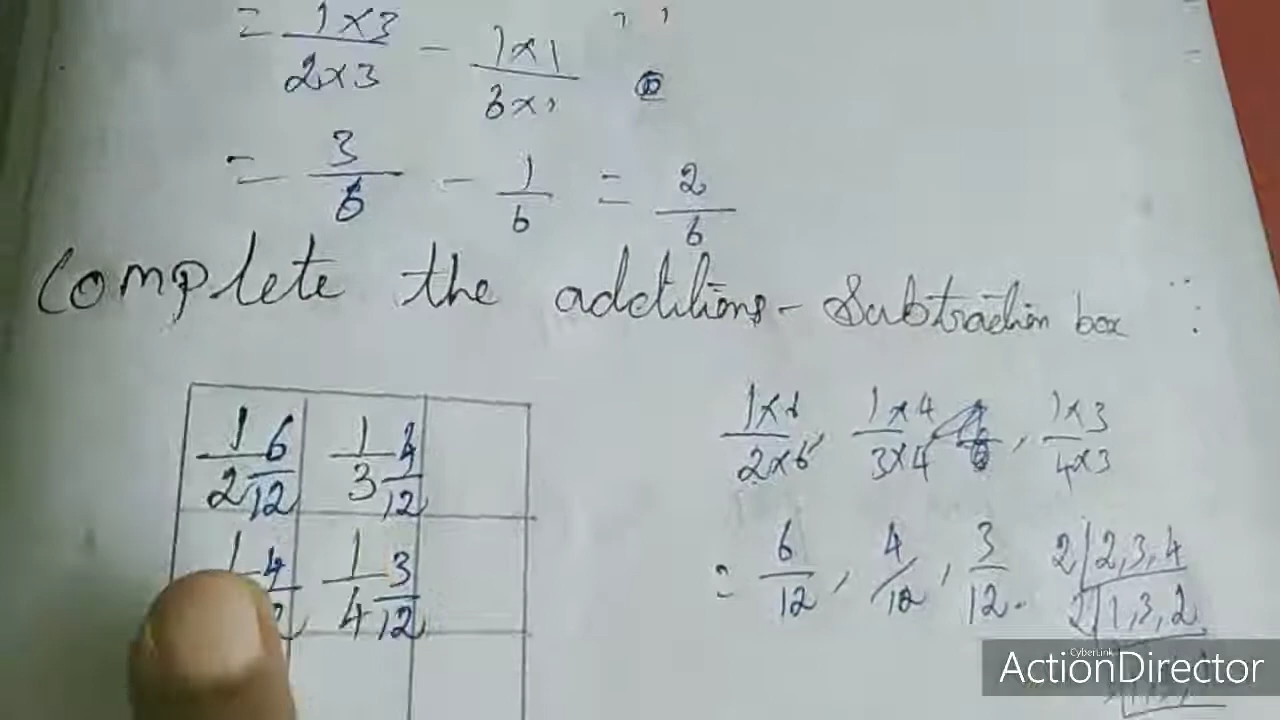 = 1×3/2×3 - 1×1/6×1
= 3/6 - 1/6 = 2/6
Complete the additions - Subtraction box
1/2 6/12 1/3 4/12
1/4 3/12
1×6/2×6, 1×4/3×4, 1×3/4×3
= 6/12, 4/12, 3/12.
2 2,3,4
2 1,3,2
CyberLink
ActionDirector